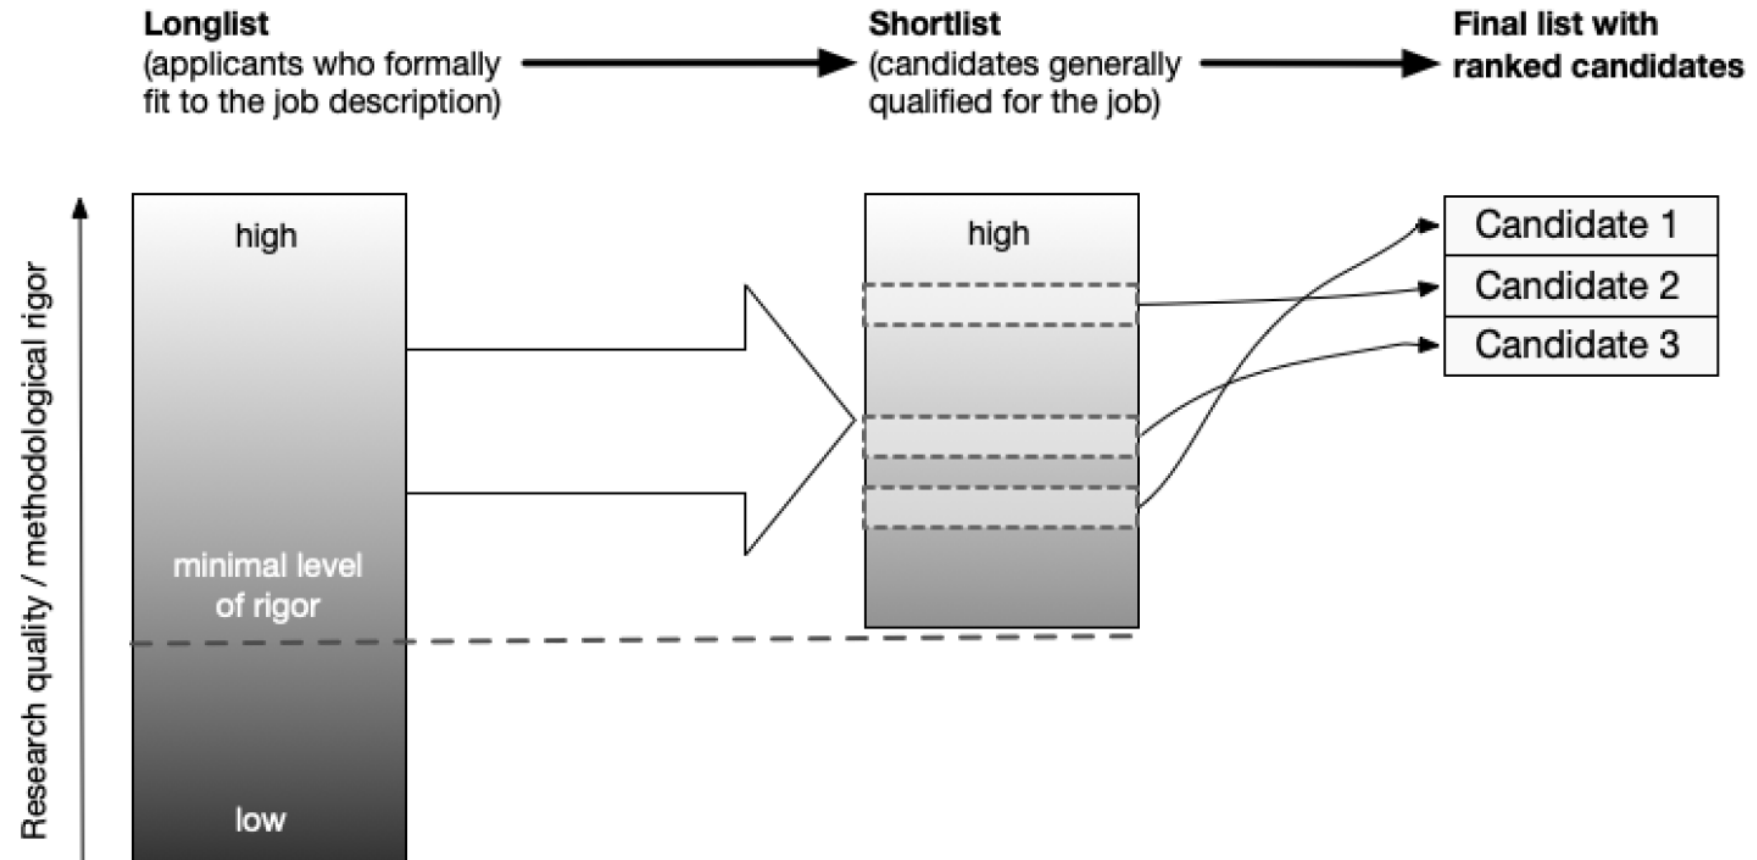 Longlist
(applicants who formally
fit to the job description)
Shortlist
(candidates generally
qualified for the job)
Final list with
ranked candidates
Research quality / methodological rigor
high
minimal level
of rigor
low
high
Candidate 1
Candidate 2
Candidate 3